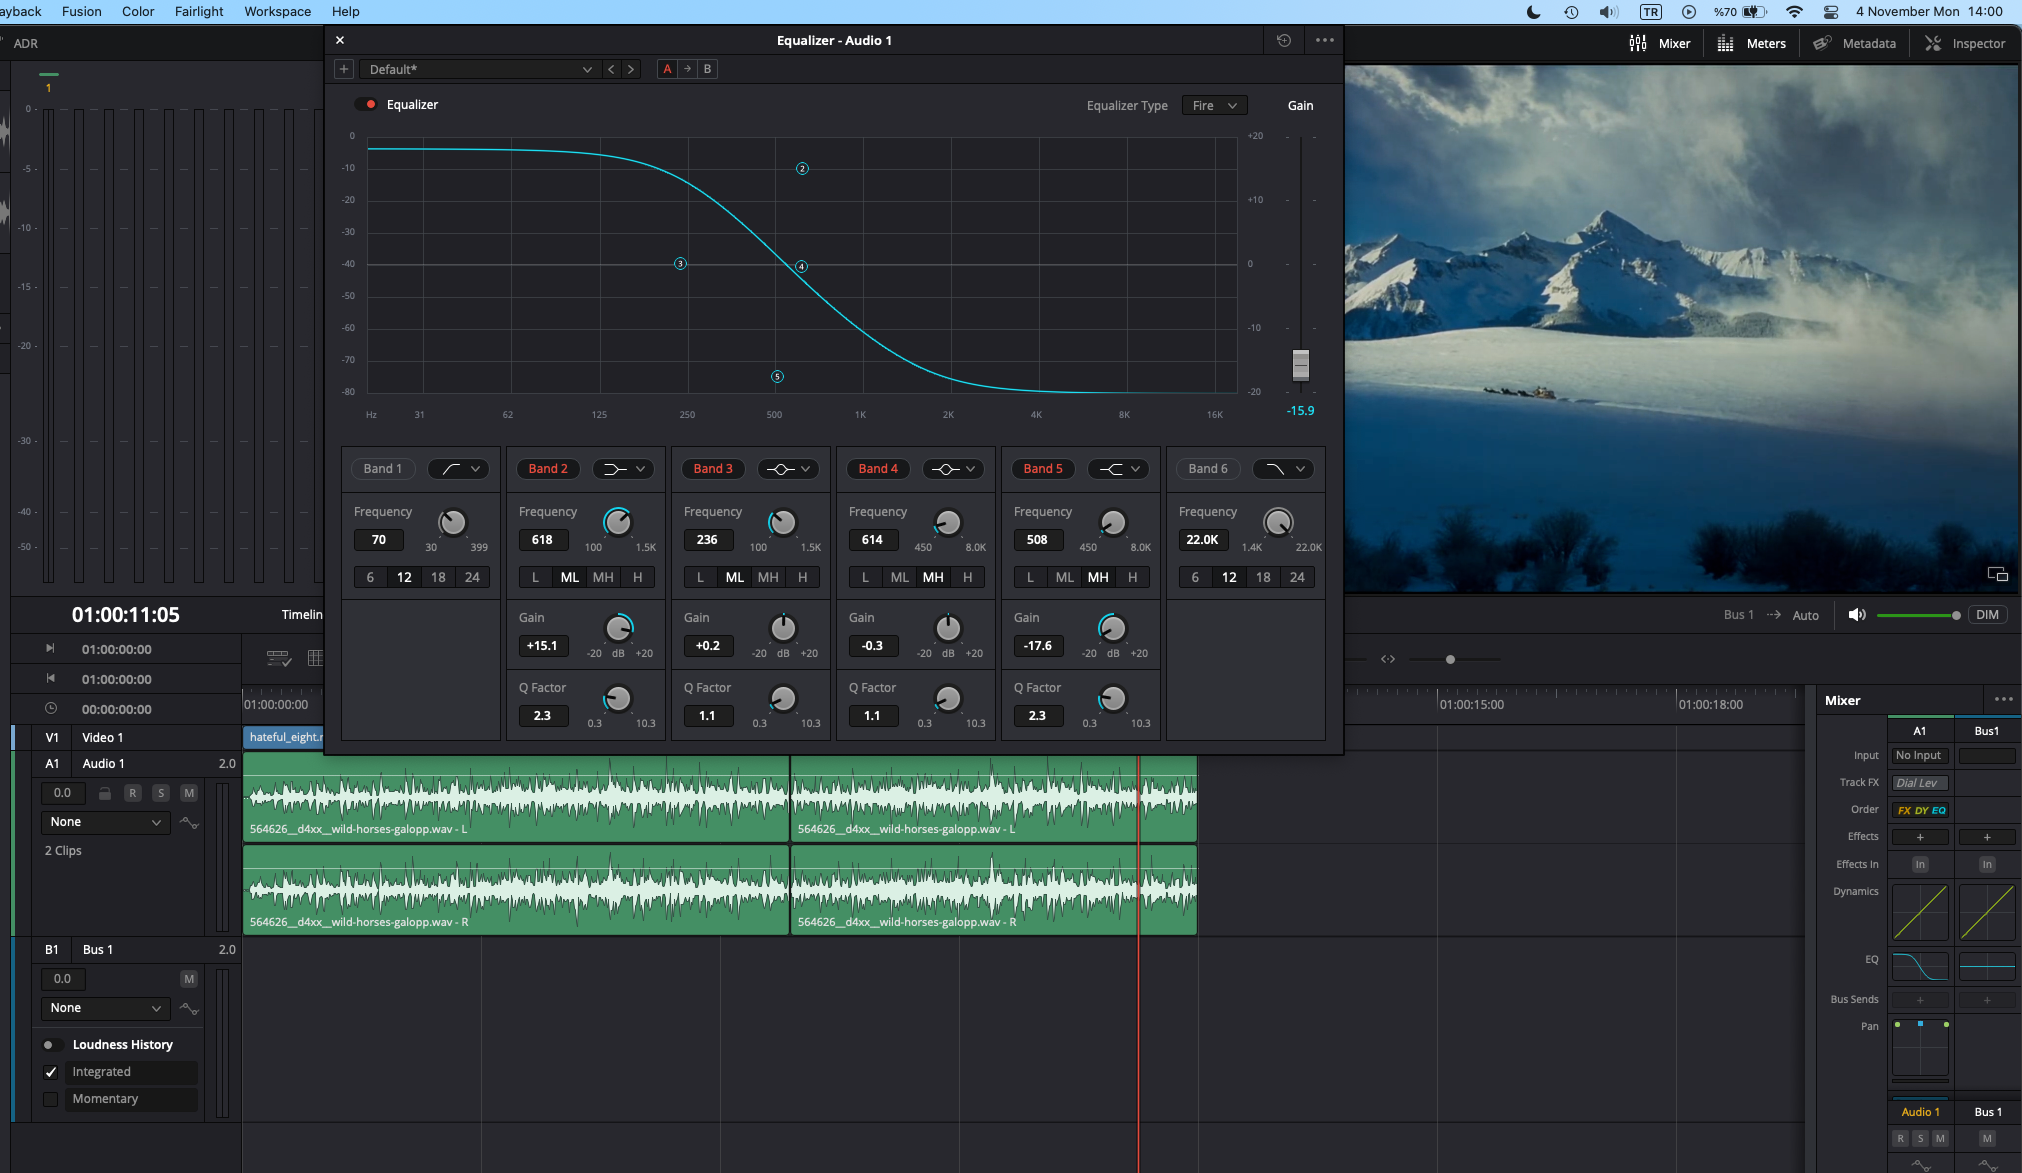 ayback Fusion Color Fairlight Workspace Help TR %70 4 November Mon 14:00
ADR
Equalizer - Audio 1
Mixer Meters Metadata Inspector
+ Default* < > A B
1
Equalizer
Equalizer Type Fire Gain
0
-5
-10
-15
-20
-30
-40
-50
0
-10
-20
-30
-40
-50
-60
-70
-80
2
3
4
5
+20
+10
0
-10
-20
-15.9
Hz 31 62 125 250 500 1K 2K 4K 8K 16K
Band 1 Band 2 Band 3 Band 4 Band 5 Band 6
Frequency Frequency Frequency Frequency Frequency Frequency
70 618 236 614 508 22.0K
30 399 100 1.5K 100 1.5K 450 8.0K 450 8.0K 1.4K 22.0K
6 12 18 24 L ML MH H L ML MH H L ML MH H L ML MH H 6 12 18 24
Gain Gain Gain Gain
+15.1 +0.2 -0.3 -17.6
-20 dB +20 -20 dB +20 -20 dB +20 -20 dB +20
Q Factor Q Factor Q Factor Q Factor
2.3 1.1 1.1 2.3
0.3 10.3 0.3 10.3 0.3 10.3 0.3 10.3
Bus 1 Auto DIM
01:00:11:05 Timelin
01:00:00:00
01:00:00:00
00:00:00:00
01:00:00:00 01:00:15:00 01:00:18:00
V1 Video 1
hateful_eight.
A1 Audio 1 2.0
0.0 R S M
None
2 Clips
564626__d4xx__wild-horses-galopp.wav - L 564626__d4xx__wild-horses-galopp.wav - L
564626__d4xx__wild-horses-galopp.wav - R 564626__d4xx__wild-horses-galopp.wav - R
B1 Bus 1 2.0
0.0 M
None
Loudness History
Integrated
Momentary
Mixer
A1 Bus1
Input No Input
Track FX Dial Lev
Order FX DY EQ
Effects + +
Effects In In In
Dynamics
EQ
Bus Sends + +
Pan
Audio 1 Bus 1
R S M M